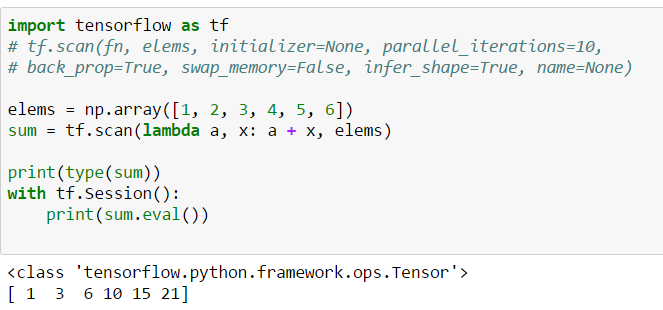 import tensorflow as tf
# tf.scan(fn, elems, initializer=None, parallel_iterations=10,
# back_prop=True, swap_memory=False, infer_shape=True, name=None)
elems = np.array([1, 2, 3, 4, 5, 6])
sum = tf.scan(lambda a, x: a + x, elems)
print(type(sum))
with tf.Session():
    print(sum.eval())
<class 'tensorflow.python.framework.ops.Tensor'>
[ 1  3  6 10 15 21]